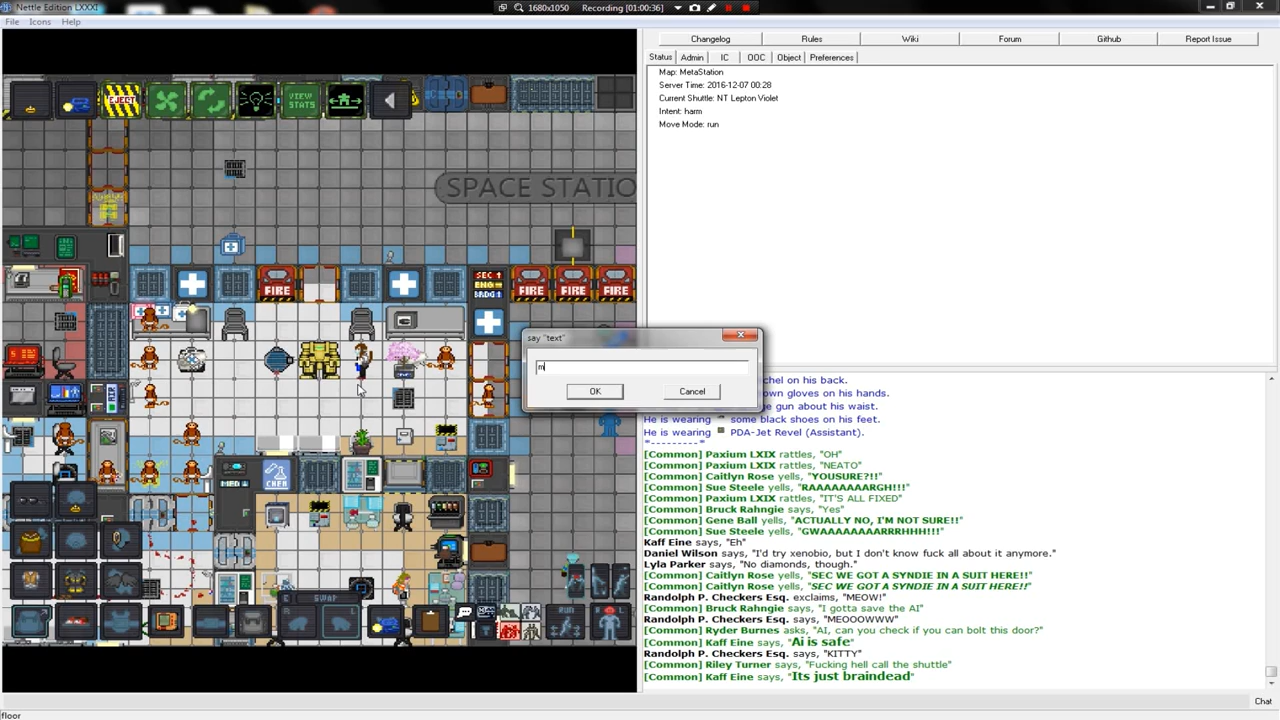 Nettle Edition LXXXI
1680x1050
Recording [01:00:36]
File Icons Help
Changelog Rules Wiki Forum Github Report Issue
Status Admin IC OOC Object Preferences
Map: MetaStation
Server Time: 2016-12-07 00:28
Current Shuttle: NT Lepton Violet
Intent: harm
Move Mode: run
EJECT
VIEW STATS
SPACE STATIO
FIRE
SEC
ENG
BRDG
FIRE FIRE FIRE
say "text"
m
OK Cancel
chel on his back.
own gloves on his hands.
ge gun about his waist.
He is wearing some black shoes on his feet.
He is wearing PDA-Jet Revel (Assistant).
*---------*
[Common] Paxium LXIX rattles, "OH"
[Common] Paxium LXIX rattles, "NEATO"
[Common] Caitlyn Rose yells, "YOUSURE?!!"
[Common] Sue Steele yells, "RAAAAAAAARGH!!!"
[Common] Paxium LXIX rattles, "IT'S ALL FIXED"
[Common] Bruck Rahngie says, "Yes"
[Common] Gene Ball yells, "ACTUALLY NO, I'M NOT SURE!!"
[Common] Sue Steele yells, "GWAAAAAAARRRHHH!!!"
Kaff Eine says, "Eh"
Daniel Wilson says, "I'd try xenobio, but I don't know fuck all about it anymore."
Lyla Parker says, "No diamonds, though."
[Common] Caitlyn Rose yells, "SEC WE GOT A SYNDIE IN A SUIT HERE!!"
[Common] Caitlyn Rose yells, "SEC WE GOT A SYNDIE IN A SUIT HERE!!"
Randolph P. Checkers Esq. exclaims, "MEOW!"
[Common] Bruck Rahngie says, "I gotta save the AI"
Randolph P. Checkers Esq. says, "MEOOOWWW"
[Common] Ryder Burnes asks, "AI, can you check if you can bolt this door?"
[Common] Kaff Eine says, "Ai is safe"
Randolph P. Checkers Esq. says, "KITTY"
[Common] Riley Turner says, "Fucking hell call the shuttle"
[Common] Kaff Eine says, "Its just braindead"
SWAP
RUN
Chat
floor